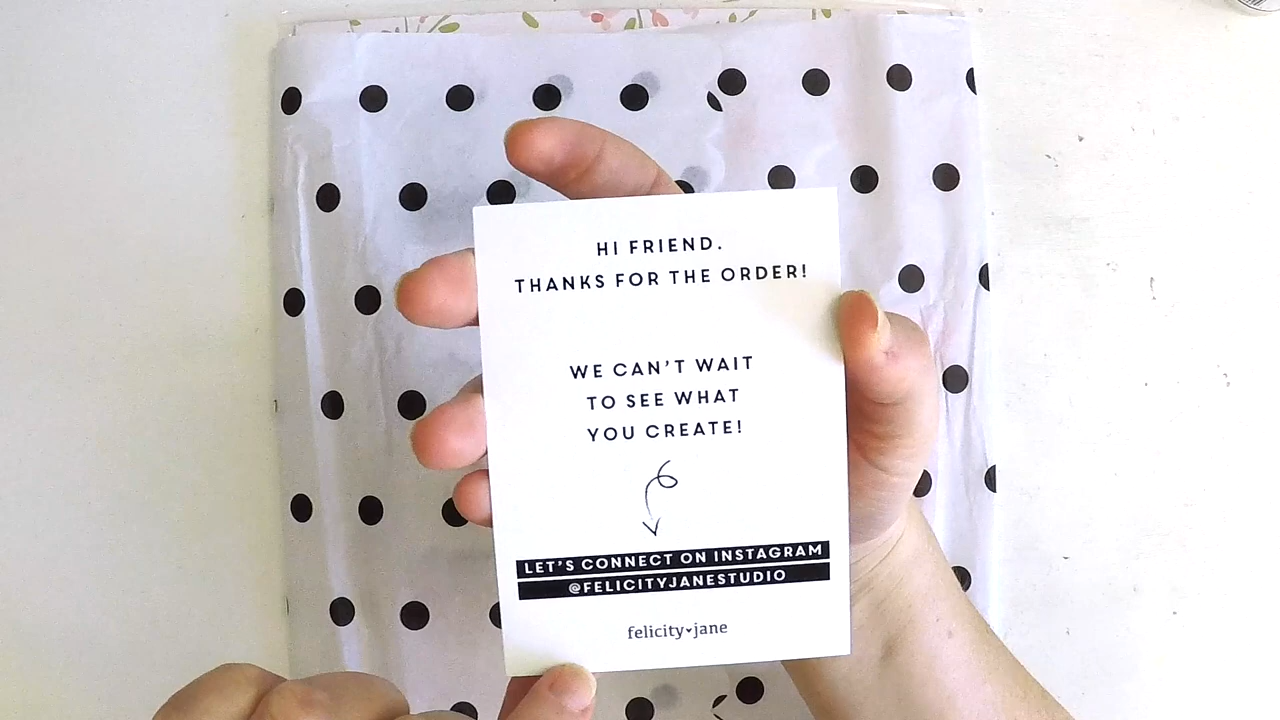 HI FRIEND.
THANKS FOR THE ORDER!
WE CAN'T WAIT
TO SEE WHAT
YOU CREATE!
LET'S CONNECT ON INSTAGRAM
@FELICITYJANESTUDIO
felicity♥jane